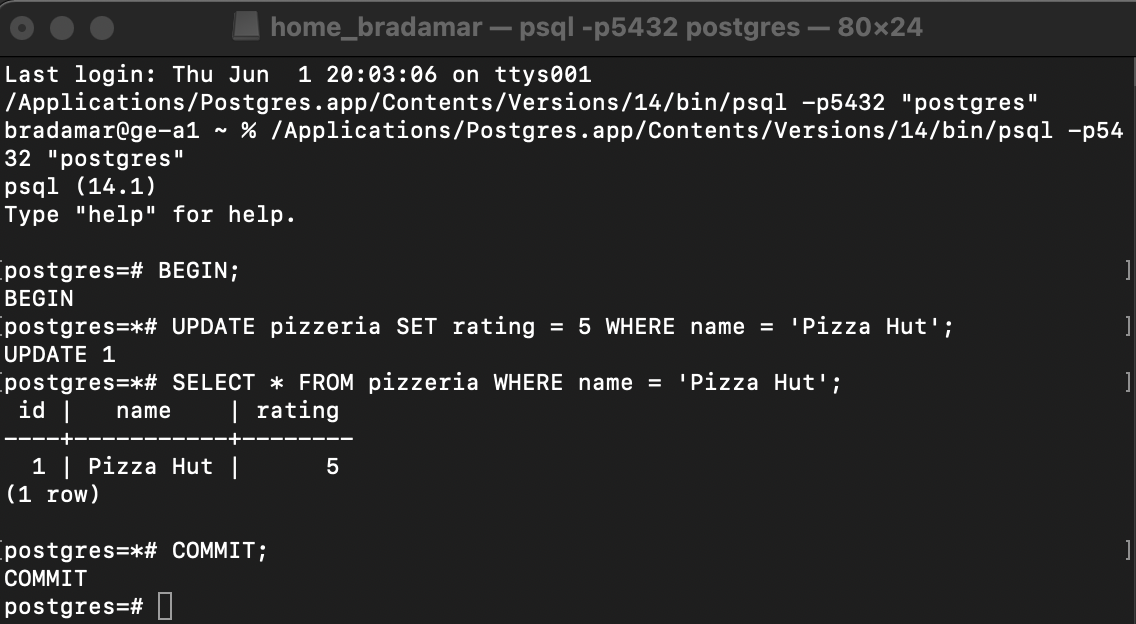 home_bradamar — psql -p5432 postgres — 80×24
Last login: Thu Jun  1 20:03:06 on ttys001
/Applications/Postgres.app/Contents/Versions/14/bin/psql -p5432 "postgres"
bradamar@ge-a1 ~ % /Applications/Postgres.app/Contents/Versions/14/bin/psql -p54
32 "postgres"
psql (14.1)
Type "help" for help.

[postgres=# BEGIN;                                                                ]
BEGIN
[postgres=*# UPDATE pizzeria SET rating = 5 WHERE name = 'Pizza Hut';             ]
UPDATE 1
[postgres=*# SELECT * FROM pizzeria WHERE name = 'Pizza Hut';                     ]
 id |   name    | rating
----+-----------+--------
  1 | Pizza Hut |      5
(1 row)

[postgres=*# COMMIT;                                                              ]
COMMIT
postgres=#